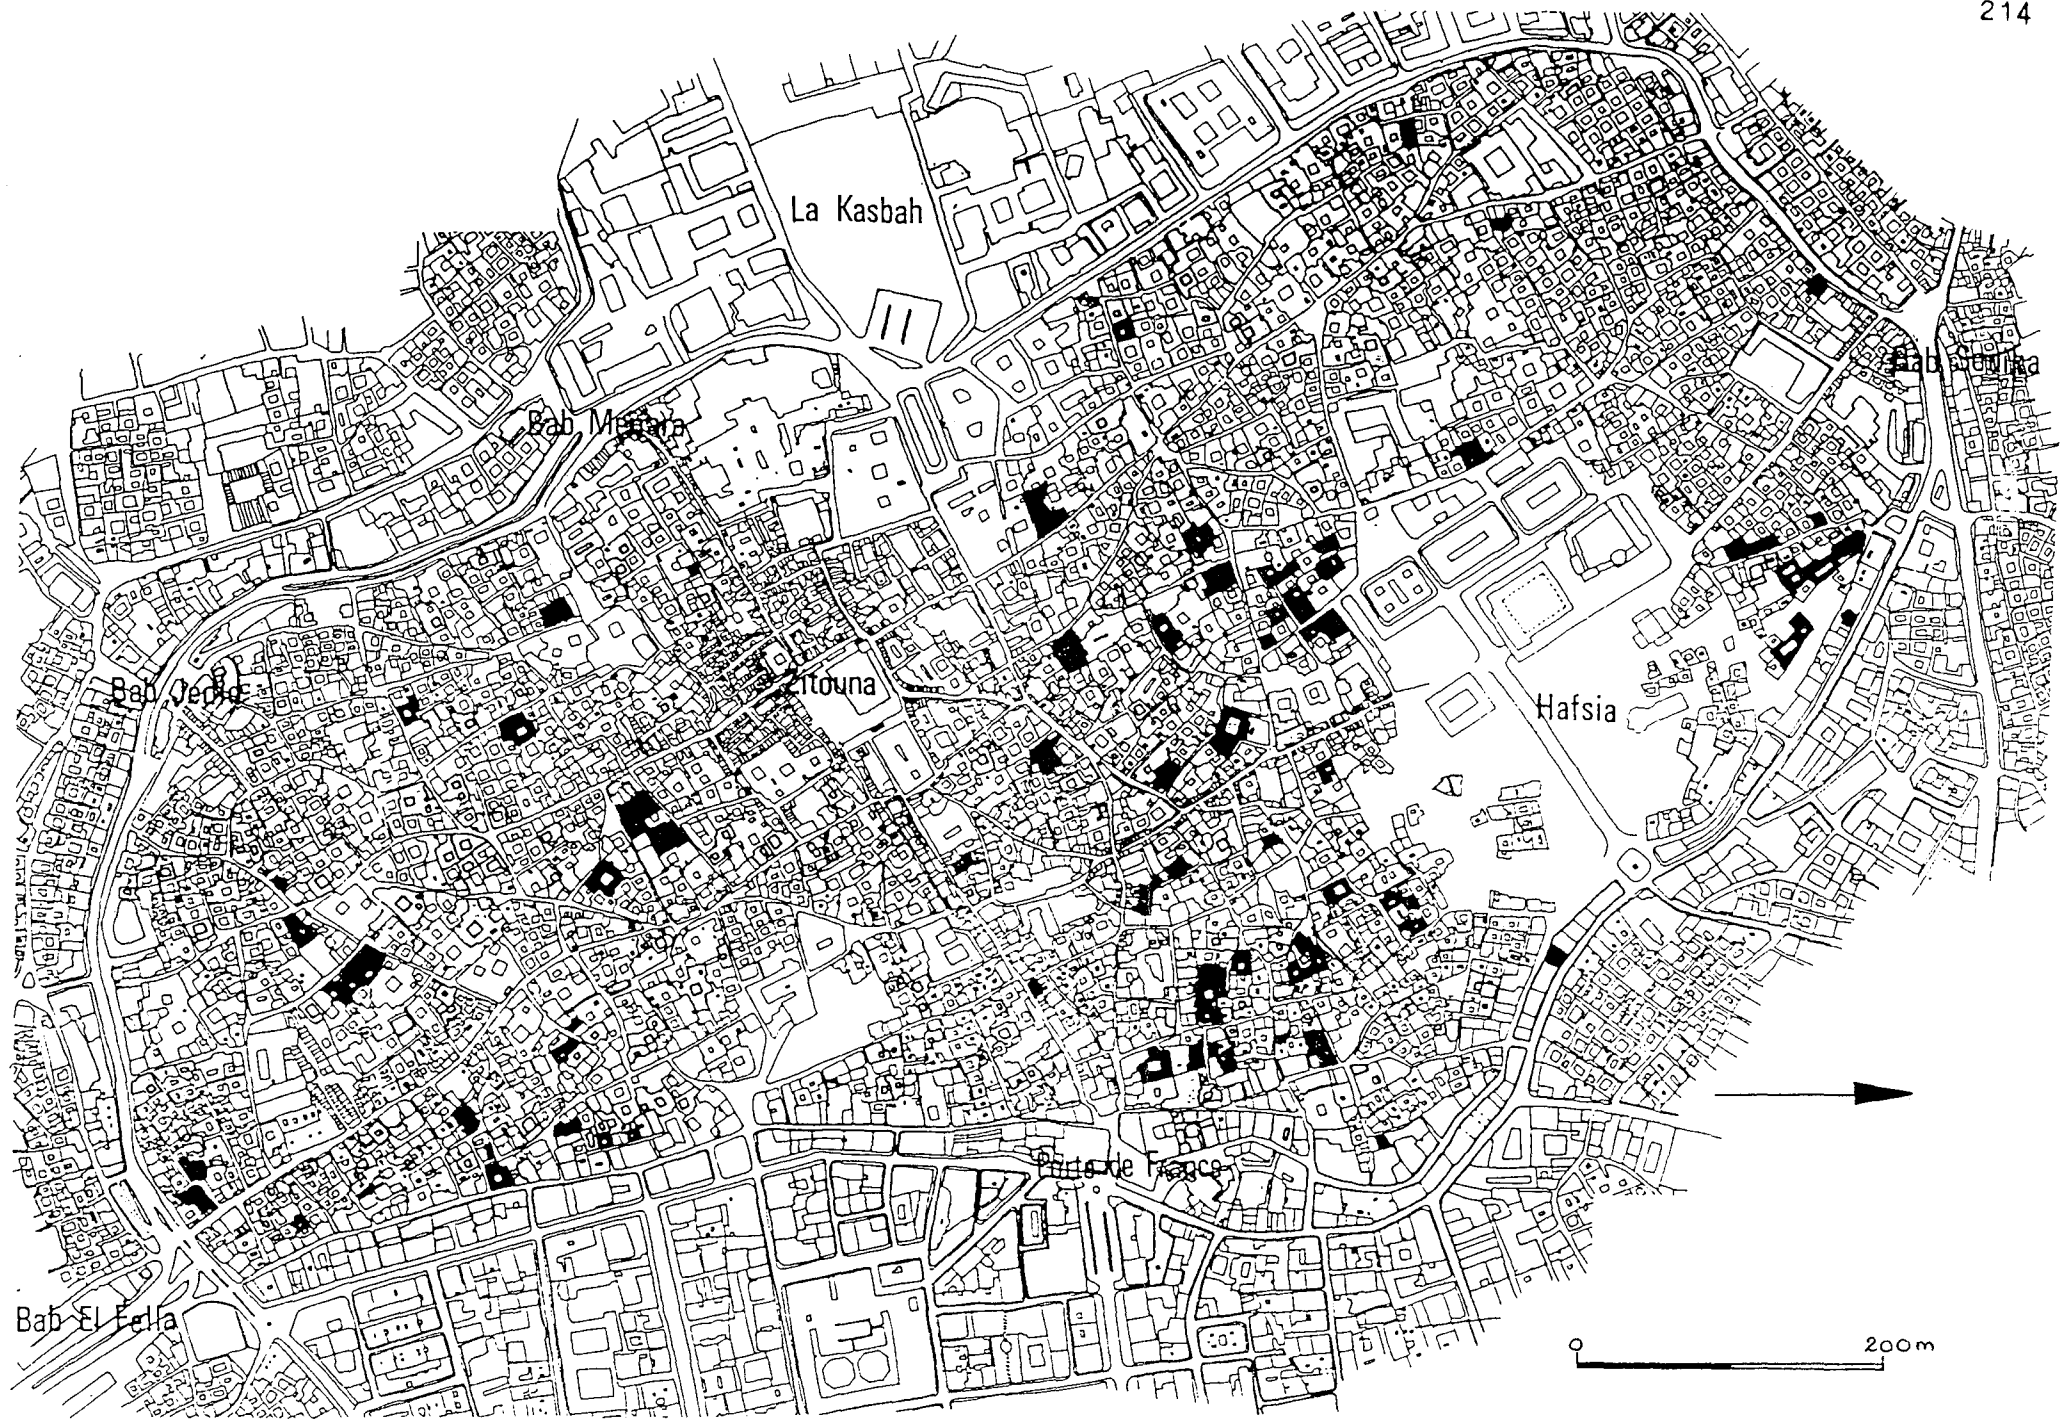 214
La Kasbah
Bab Souika
Bab Menara
Zitouna
Bab Jedid
Hafsia
Porte de France
Bab El Fella
0 200m